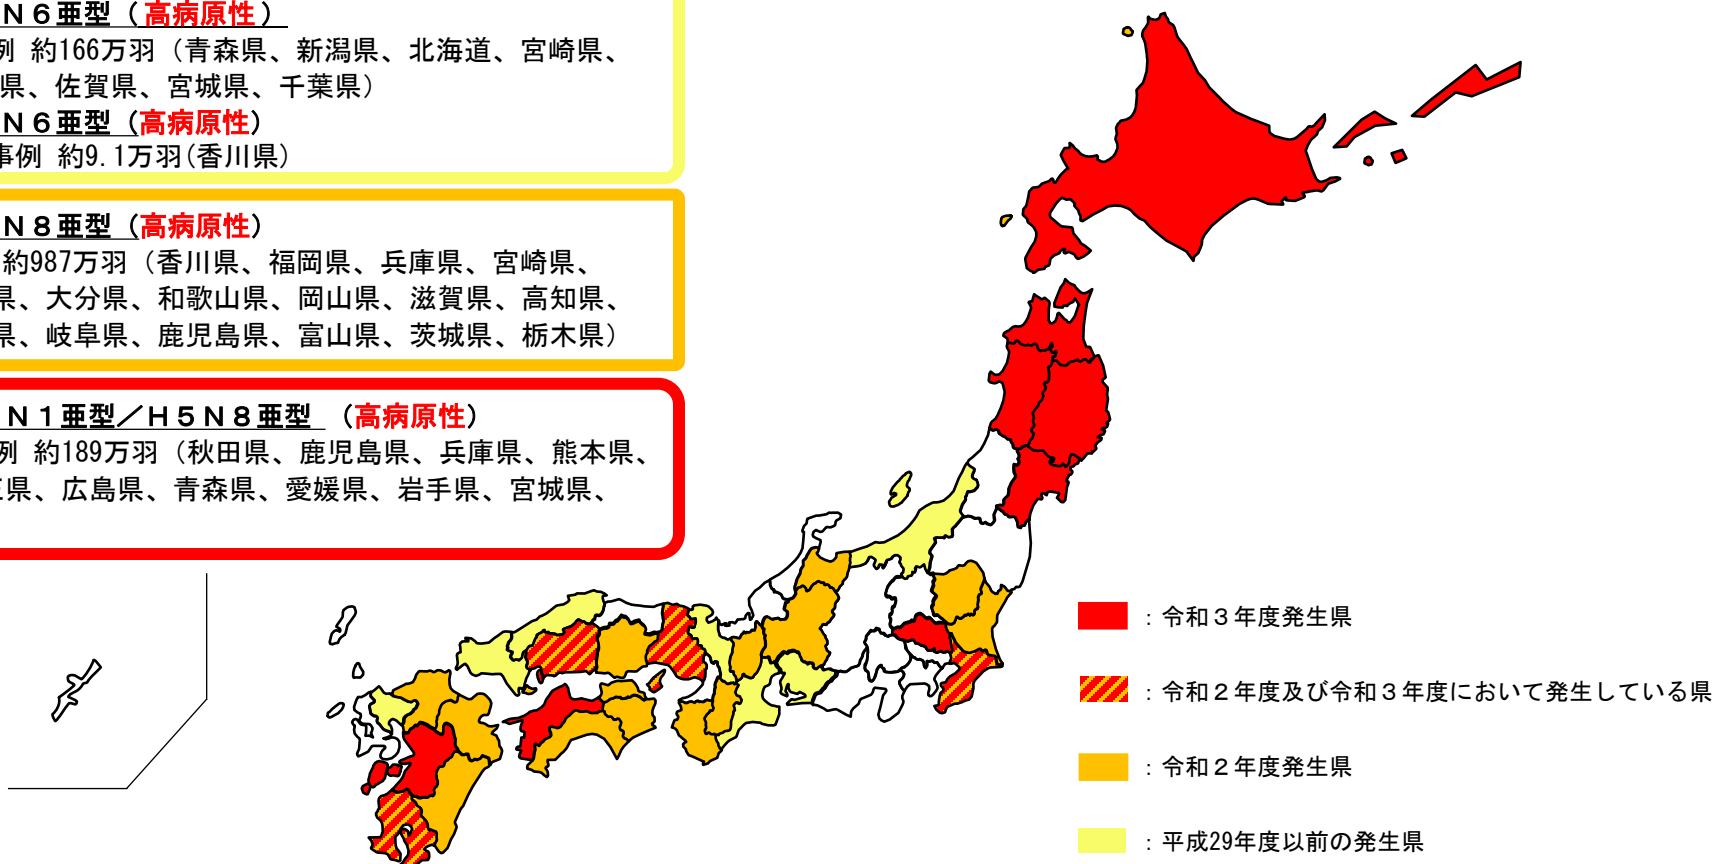 Ｎ６亜型（高病原性）
例 約166万羽（青森県、新潟県、北海道、宮崎県、
県、佐賀県、宮城県、千葉県）
Ｎ６亜型（高病原性）
事例 約9.1万羽(香川県）
Ｎ８亜型（高病原性）
約987万羽（香川県、福岡県、兵庫県、宮崎県、
県、大分県、和歌山県、岡山県、滋賀県、高知県、
県、岐阜県、鹿児島県、富山県、茨城県、栃木県）
Ｎ１亜型／Ｈ５Ｎ８亜型 （高病原性）
例 約189万羽（秋田県、鹿児島県、兵庫県、熊本県、
県、広島県、青森県、愛媛県、岩手県、宮城県、
：令和３年度発生県
：令和２年度及び令和３年度において発生している県
：令和２年度発生県
：平成29年度以前の発生県